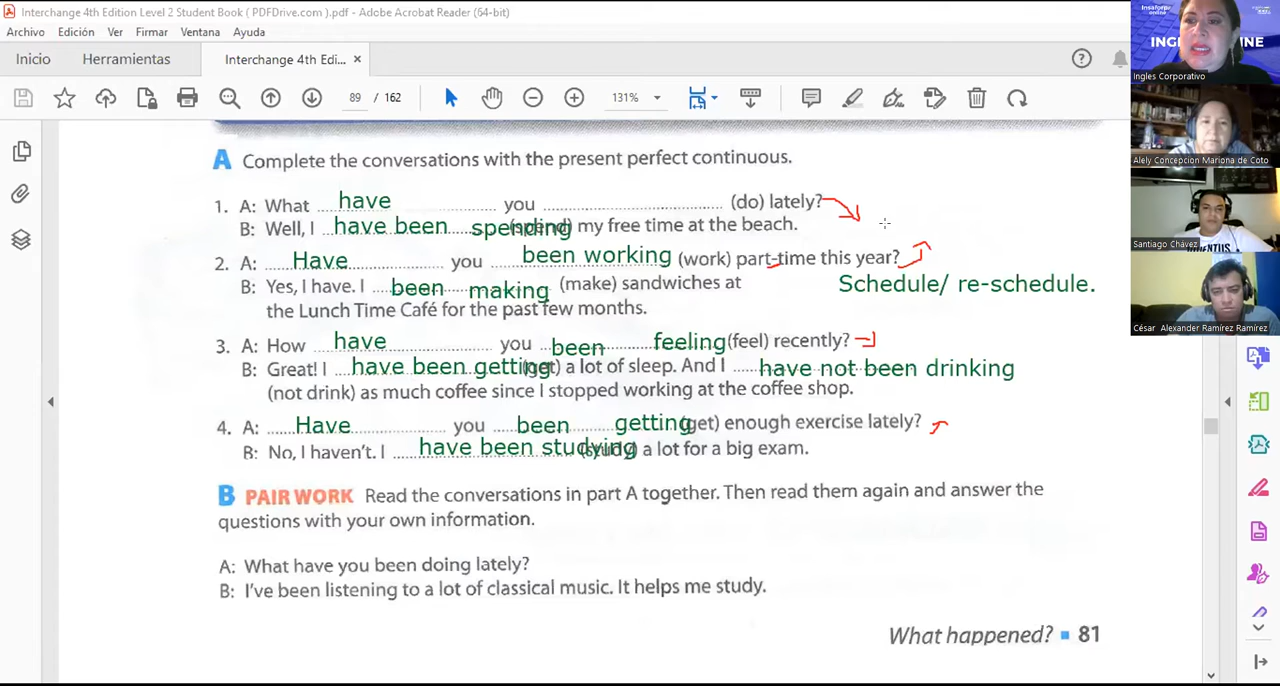 Interchange 4th Edition Level 2 Student Book ( PDFDrive.com ).pdf - Adobe Acrobat Reader (64-bit)
Archivo Edición Ver Firmar Ventana Ayuda
Inicio Herramientas Interchange 4th Edi... ×
89 / 162 131%
A Complete the conversations with the present perfect continuous.
1. A: What have you (do) lately?
B: Well, I have been spending (spend) my free time at the beach.
2. A: Have you been working (work) part-time this year?
B: Yes, I have. I been making (make) sandwiches at
Schedule/ re-schedule.
the Lunch Time Café for the past few months.
3. A: How have you been feeling (feel) recently?
B: Great! I have been getting (get) a lot of sleep. And I have not been drinking
(not drink) as much coffee since I stopped working at the coffee shop.
4. A: Have you been getting (get) enough exercise lately?
B: No, I haven't. I have been studying (study) a lot for a big exam.
B PAIR WORK Read the conversations in part A together. Then read them again and answer the
questions with your own information.
A: What have you been doing lately?
B: I've been listening to a lot of classical music. It helps me study.
What happened? 81
Ingles Corporativo
Alely Concepcion Mariona de Coto
Santiago Chávez
César Alexander Ramírez Ramírez